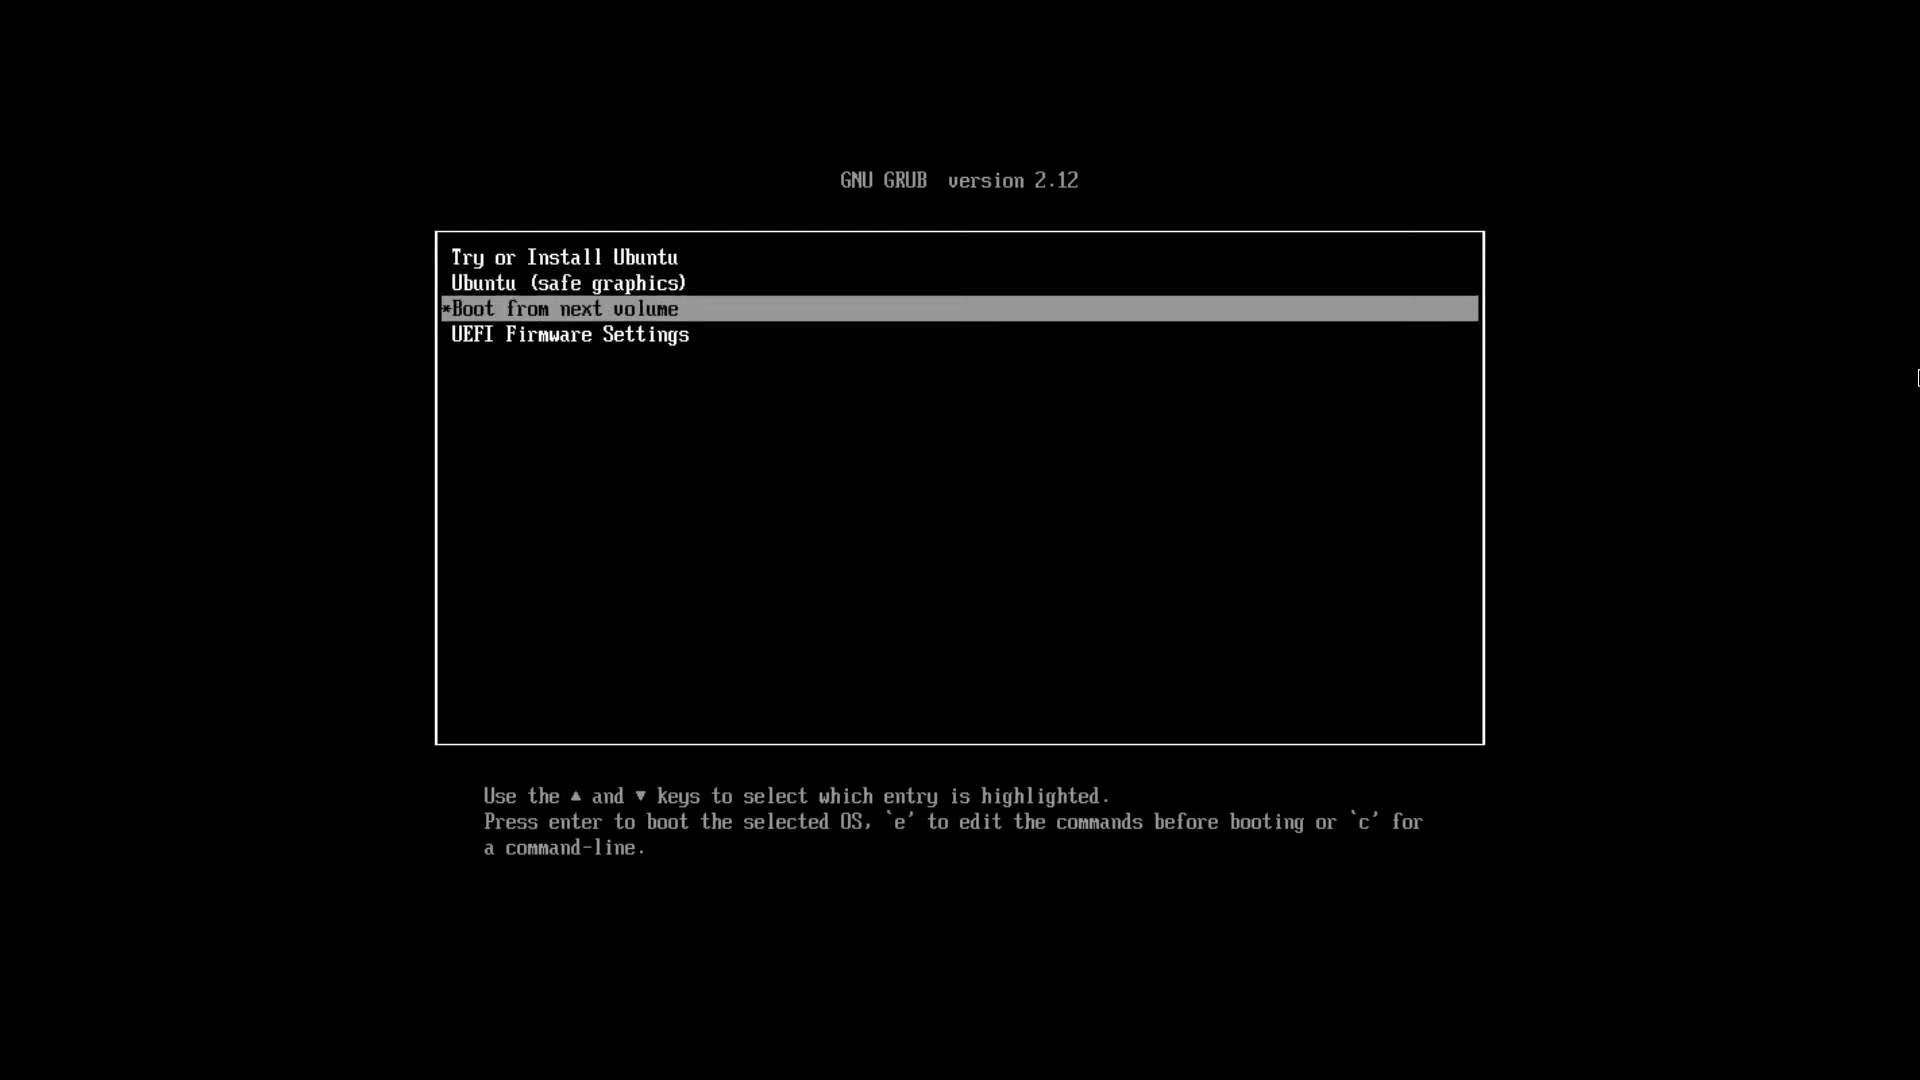 GNU GRUB  version 2.12
Try or Install Ubuntu
Ubuntu (safe graphics)
*Boot from next volume
UEFI Firmware Settings
Use the ▲ and ▼ keys to select which entry is highlighted.
Press enter to boot the selected OS, `e' to edit the commands before booting or `c' for
a command-line.